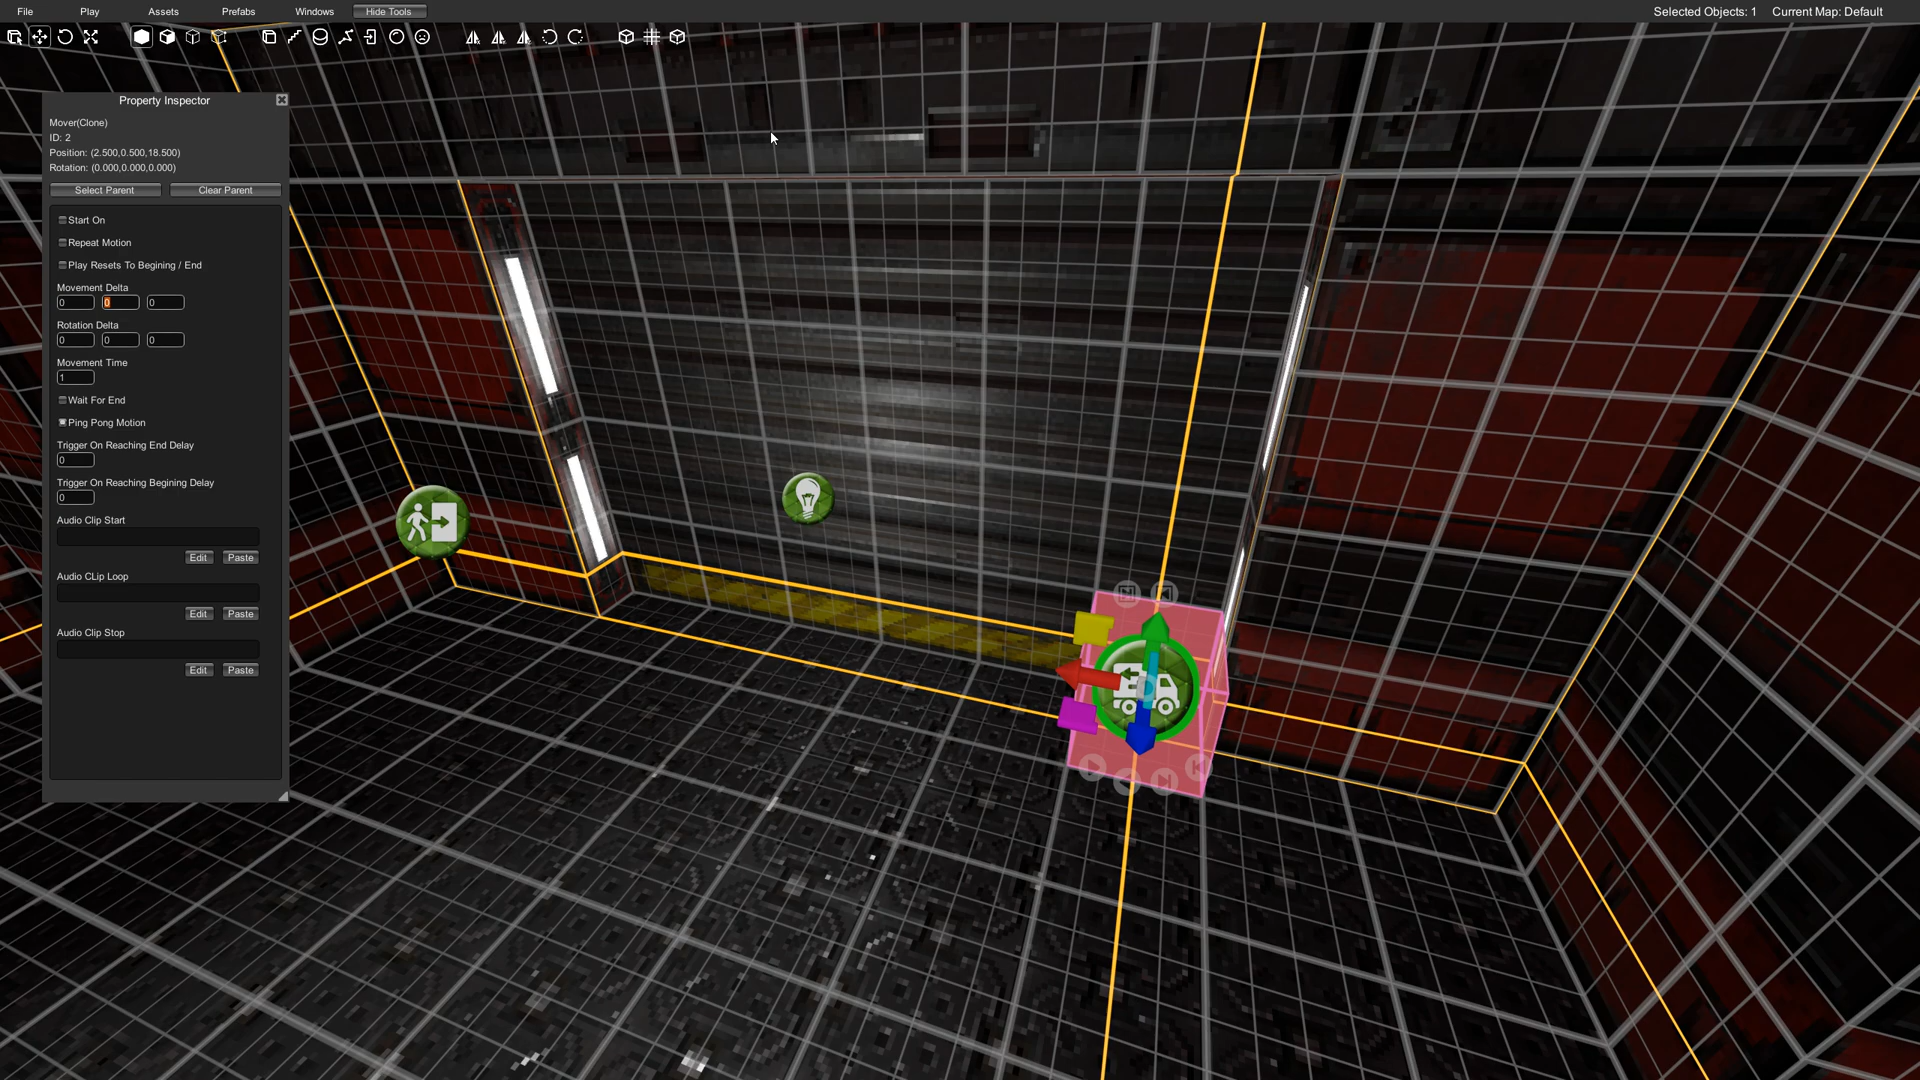 File Play Assets Prefabs Windows Hide Tools Selected Objects: 1 Current Map: Default
Property Inspector
Mover(Clone)
ID: 2
Position: (2.500,0.500,18.500)
Rotation: (0.000,0.000,0.000)
Select Parent Clear Parent
Start On
Repeat Motion
Play Resets To Begining / End
Movement Delta
0 0 0
Rotation Delta
0 0 0
Movement Time
1
Wait For End
Ping Pong Motion
Trigger On Reaching End Delay
0
Trigger On Reaching Begining Delay
0
Audio Clip Start
Edit Paste
Audio CLip Loop
Edit Paste
Audio Clip Stop
Edit Paste